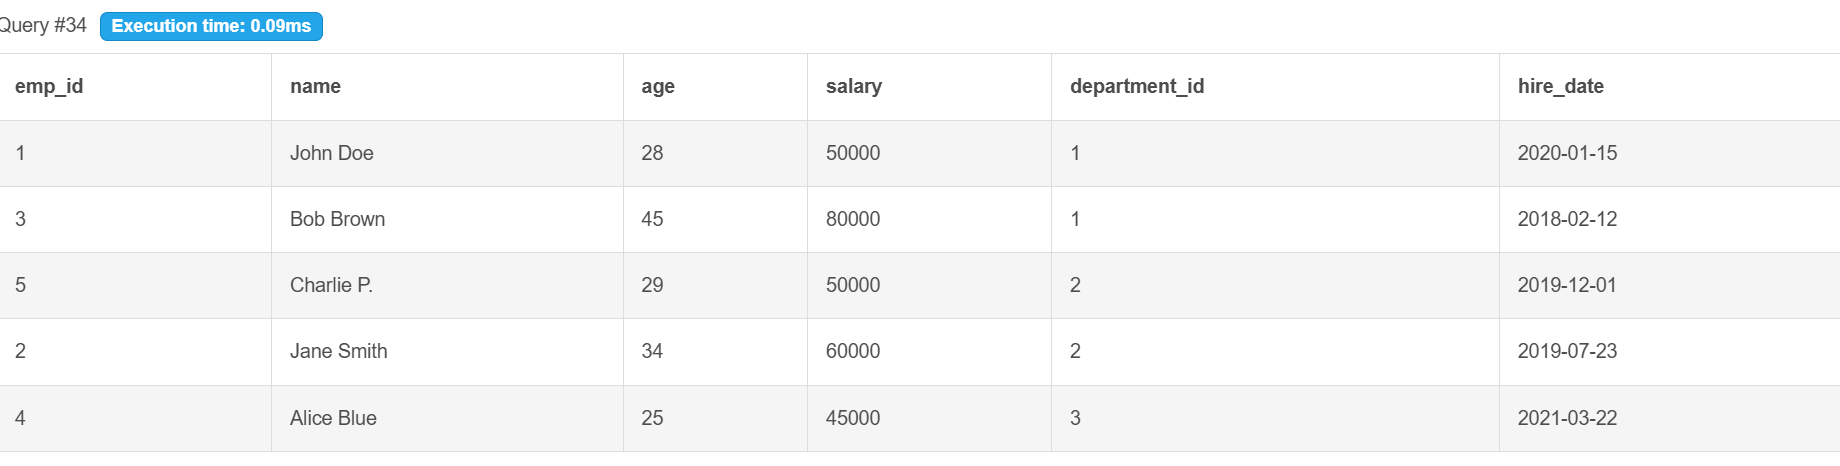 Query #34 Execution time: 0.09ms
emp_id name age salary department_id hire_date
1 John Doe 28 50000 1 2020-01-15
3 Bob Brown 45 80000 1 2018-02-12
5 Charlie P. 29 50000 2 2019-12-01
2 Jane Smith 34 60000 2 2019-07-23
4 Alice Blue 25 45000 3 2021-03-22